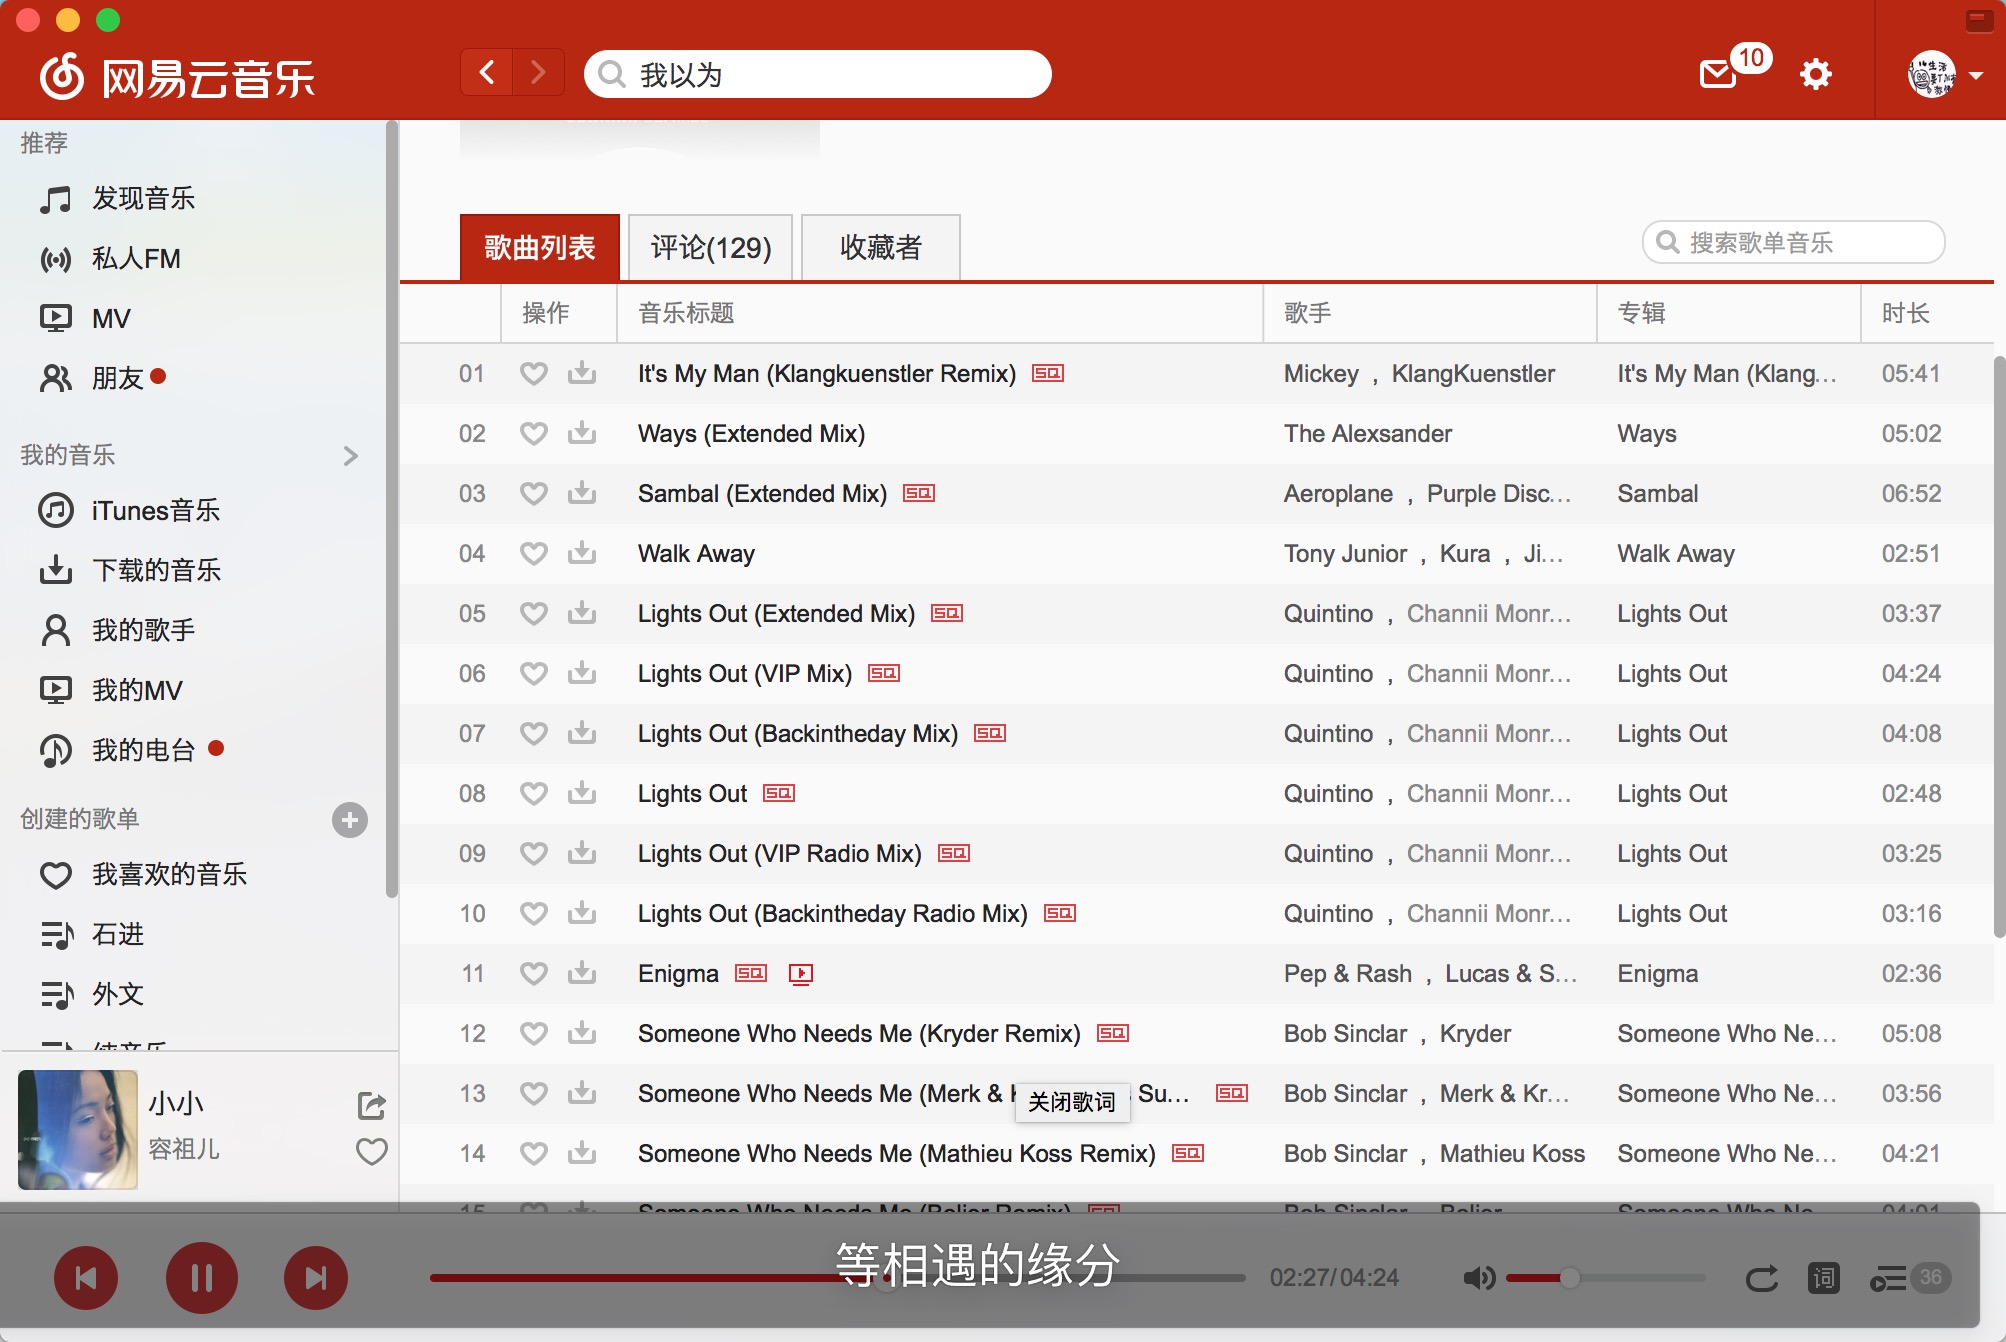 网易云音乐
我以为
10
推荐
发现音乐
私人FM
MV
朋友
我的音乐
iTunes音乐
下载的音乐
我的歌手
我的MV
我的电台
创建的歌单
我喜欢的音乐
石进
外文
纯音乐
小小
容祖儿
歌曲列表 评论(129) 收藏者 搜索歌单音乐
操作 音乐标题 歌手 专辑 时长
01 It's My Man (Klangkuenstler Remix) SQ Mickey , KlangKuenstler It's My Man (Klang... 05:41
02 Ways (Extended Mix) The Alexsander Ways 05:02
03 Sambal (Extended Mix) SQ Aeroplane , Purple Disc... Sambal 06:52
04 Walk Away Tony Junior , Kura , Ji... Walk Away 02:51
05 Lights Out (Extended Mix) SQ Quintino , Channii Monr... Lights Out 03:37
06 Lights Out (VIP Mix) SQ Quintino , Channii Monr... Lights Out 04:24
07 Lights Out (Backintheday Mix) SQ Quintino , Channii Monr... Lights Out 04:08
08 Lights Out SQ Quintino , Channii Monr... Lights Out 02:48
09 Lights Out (VIP Radio Mix) SQ Quintino , Channii Monr... Lights Out 03:25
10 Lights Out (Backintheday Radio Mix) SQ Quintino , Channii Monr... Lights Out 03:16
11 Enigma SQ Pep & Rash , Lucas & S... Enigma 02:36
12 Someone Who Needs Me (Kryder Remix) SQ Bob Sinclar , Kryder Someone Who Ne... 05:08
13 Someone Who Needs Me (Merk & Su... SQ Bob Sinclar , Merk & Kr... Someone Who Ne... 03:56
关闭歌词
14 Someone Who Needs Me (Mathieu Koss Remix) SQ Bob Sinclar , Mathieu Koss Someone Who Ne... 04:21
15 Someone Who Needs Me (Bolier Remix) SQ Bob Sinclar , Bolier Someone Who Ne... 04:01
等相遇的缘分
02:27/04:24 词 36